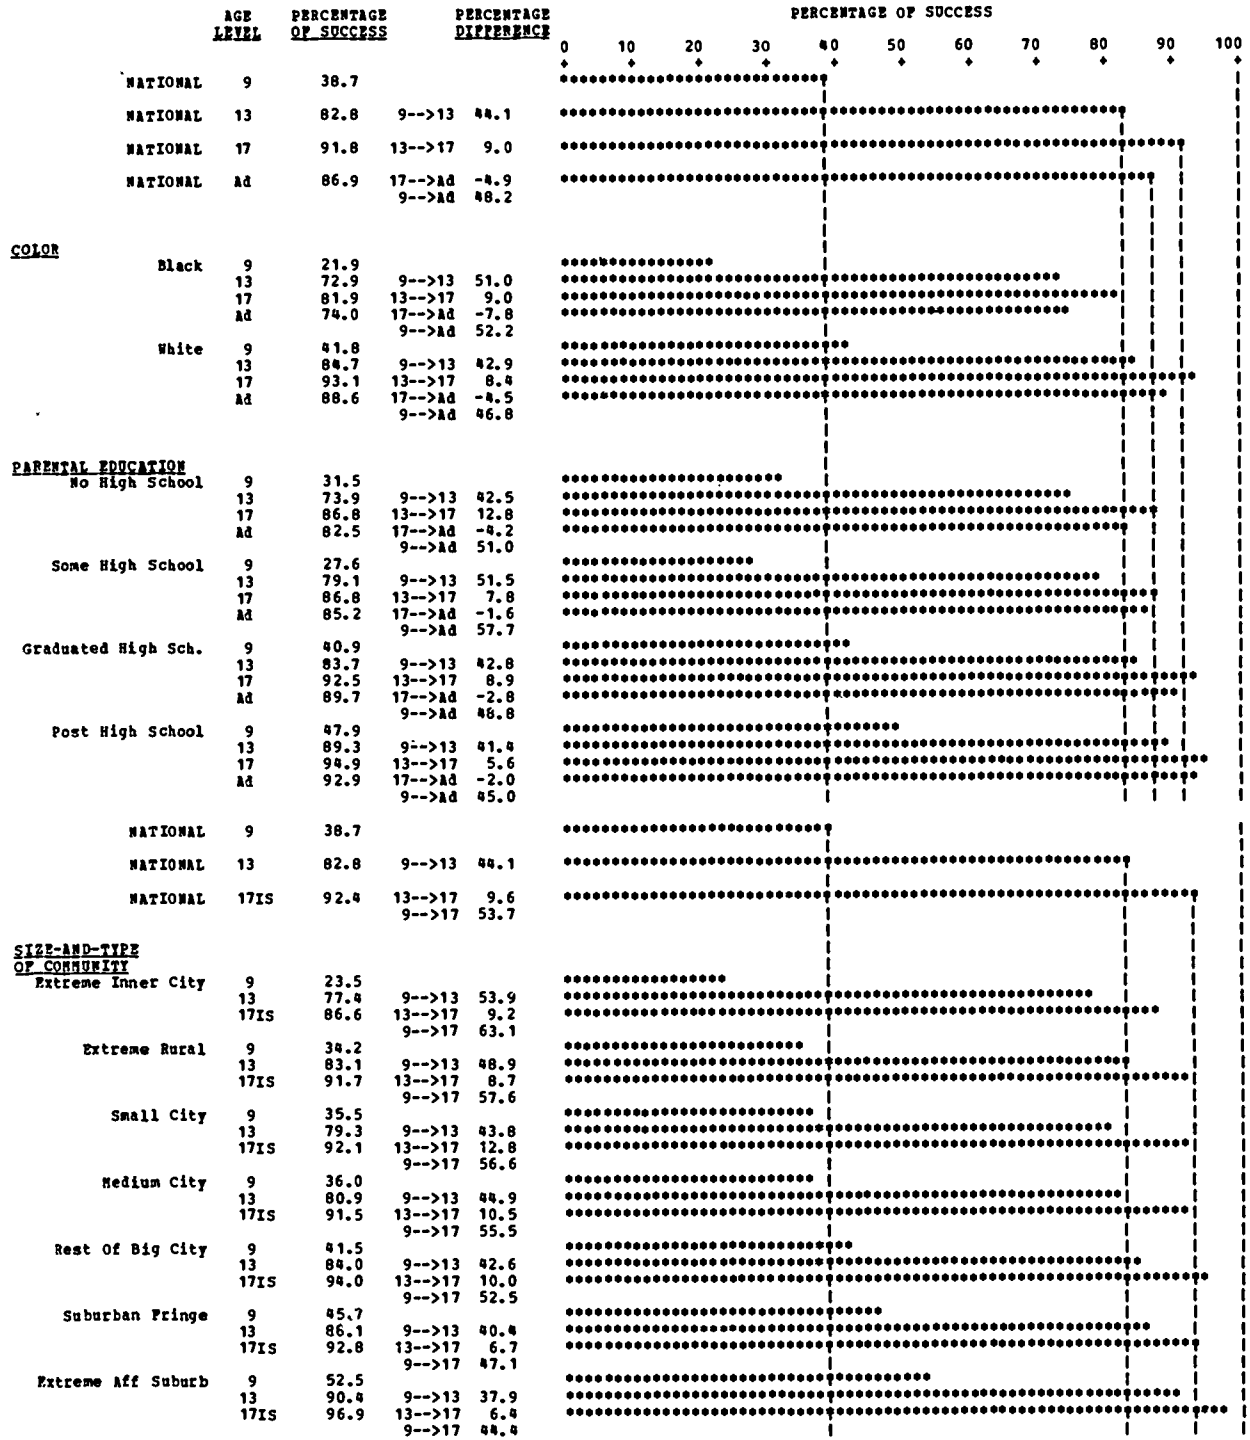 AGE PERCENTAGE PERCENTAGE PERCENTAGE OF SUCCESS
LEVEL OF SUCCESS DIFFERENCE
0 10 20 30 40 50 60 70 80 90 100
NATIONAL 9 38.7
NATIONAL 13 82.8 9-->13 44.1
NATIONAL 17 91.8 13-->17 9.0
NATIONAL Ad 86.9 17-->Ad -4.9
9-->Ad 48.2
COLOR
Black 9 21.9
13 72.9 9-->13 51.0
17 81.9 13-->17 9.0
Ad 74.0 17-->Ad -7.8
9-->Ad 52.2
White 9 41.8
13 84.7 9-->13 42.9
17 93.1 13-->17 8.4
Ad 88.6 17-->Ad -4.5
9-->Ad 46.8
PARENTAL EDUCATION
No High School 9 31.5
13 73.9 9-->13 42.5
17 86.8 13-->17 12.8
Ad 82.5 17-->Ad -4.2
9-->Ad 51.0
Some High School 9 27.6
13 79.1 9-->13 51.5
17 86.8 13-->17 7.8
Ad 85.2 17-->Ad -1.6
9-->Ad 57.7
Graduated High Sch. 9 40.9
13 83.7 9-->13 42.8
17 92.5 13-->17 8.9
Ad 89.7 17-->Ad -2.8
9-->Ad 48.8
Post High School 9 47.9
13 89.3 9-->13 41.4
17 94.9 13-->17 5.6
Ad 92.9 17-->Ad -2.0
9-->Ad 45.0
NATIONAL 9 38.7
NATIONAL 13 82.8 9-->13 44.1
NATIONAL 17IS 92.4 13-->17 9.6
9-->17 53.7
SIZE-AND-TYPE
OF COMMUNITY
Extreme Inner City 9 23.5
13 77.4 9-->13 53.9
17IS 86.6 13-->17 9.2
9-->17 63.1
Extreme Rural 9 34.2
13 83.1 9-->13 48.9
17IS 91.7 13-->17 8.7
9-->17 57.6
Small City 9 35.5
13 79.3 9-->13 43.8
17IS 92.1 13-->17 12.8
9-->17 56.6
Medium City 9 36.0
13 80.9 9-->13 44.9
17IS 91.5 13-->17 10.5
9-->17 55.5
Rest Of Big City 9 41.5
13 84.0 9-->13 42.6
17IS 94.0 13-->17 10.0
9-->17 52.5
Suburban Fringe 9 45.7
13 86.1 9-->13 40.4
17IS 92.8 13-->17 6.7
9-->17 47.1
Extreme Aff Suburb 9 52.5
13 90.4 9-->13 37.9
17IS 96.9 13-->17 6.4
9-->17 44.4